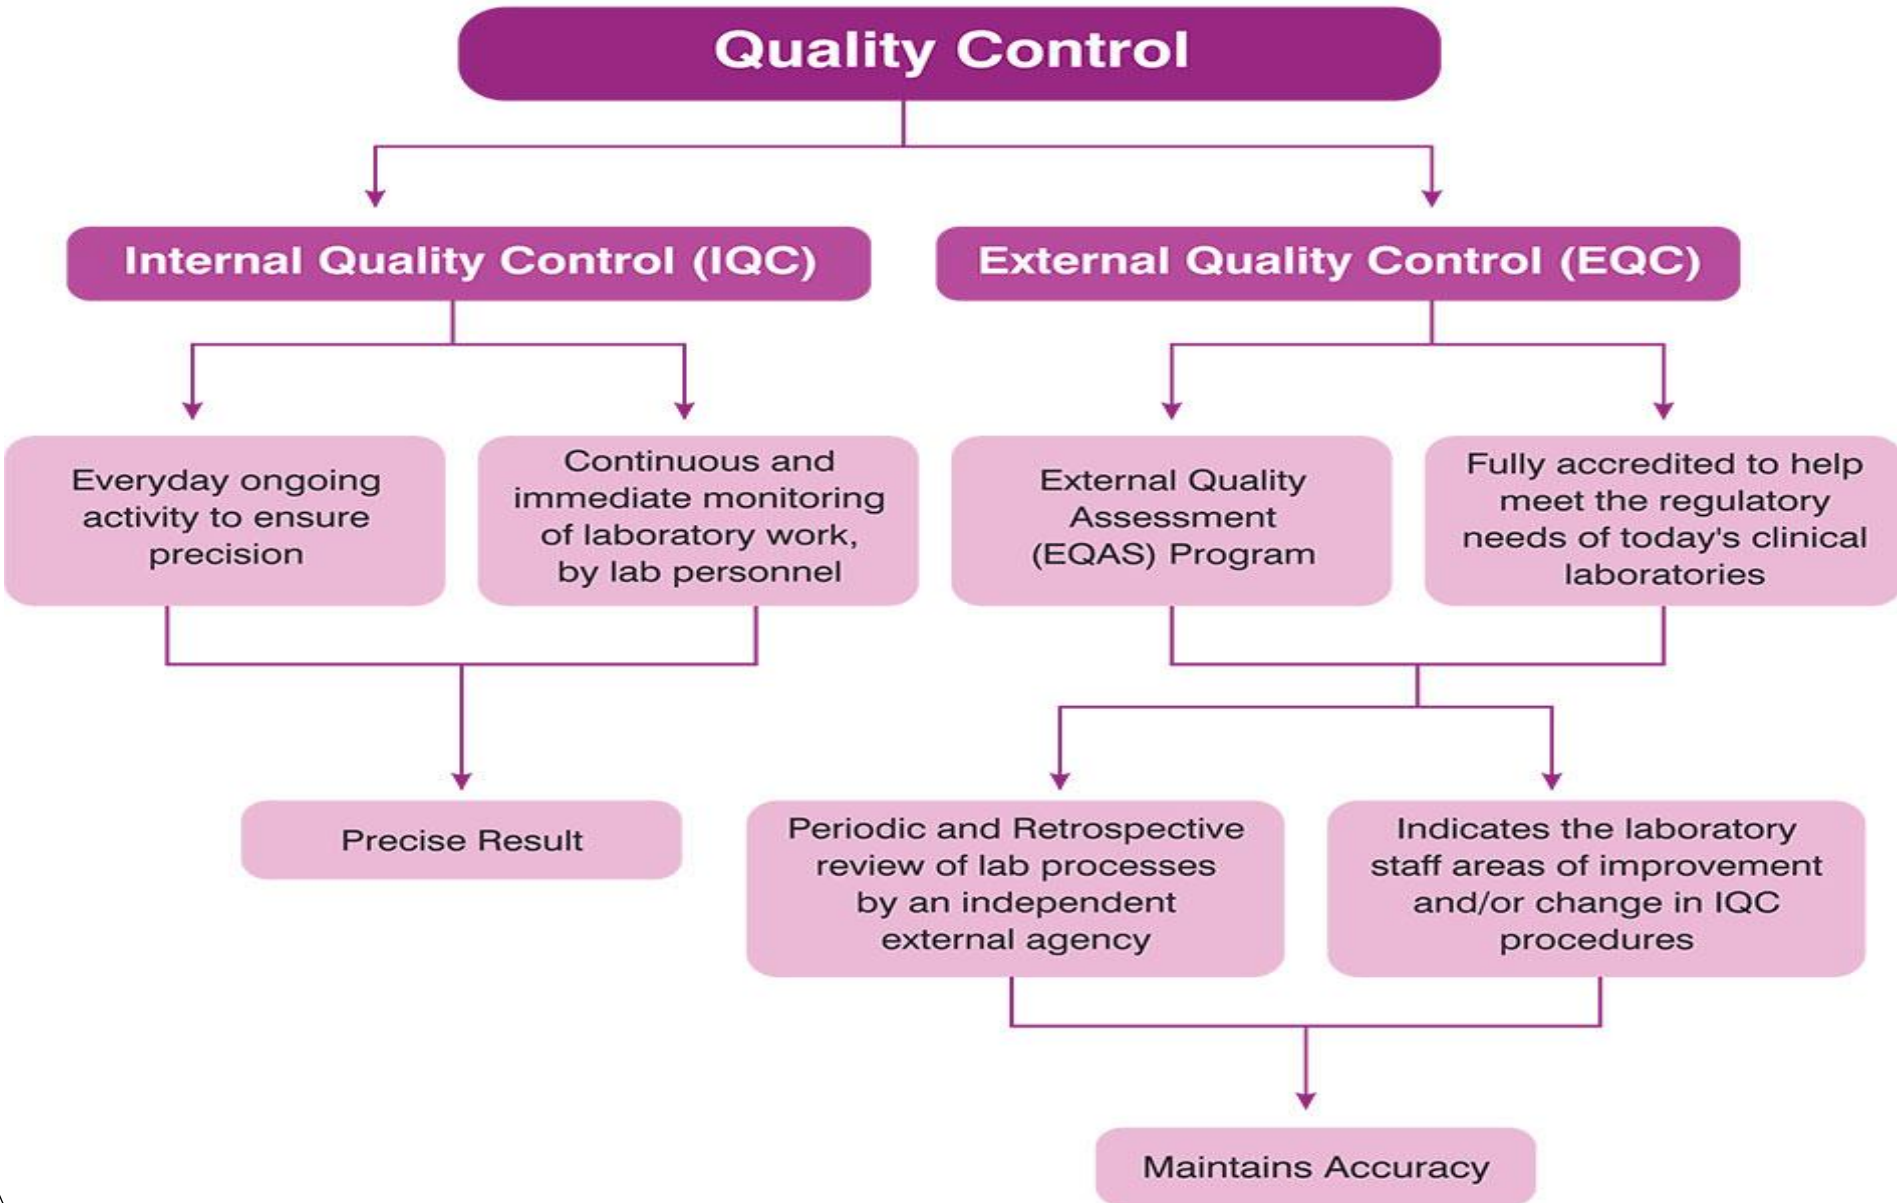 Quality Control
Internal Quality Control (IQC)
External Quality Control (EQC)
Everyday ongoing
activity to ensure
precision
Continuous and
immediate monitoring
of laboratory work,
by lab personnel
External Quality
Assessment
(EQAS) Program
Fully accredited to help
meet the regulatory
needs of today's clinical
laboratories
Precise Result
Periodic and Retrospective
review of lab processes
by an independent
external agency
Indicates the laboratory
staff areas of improvement
and/or change in IQC
procedures
Maintains Accuracy